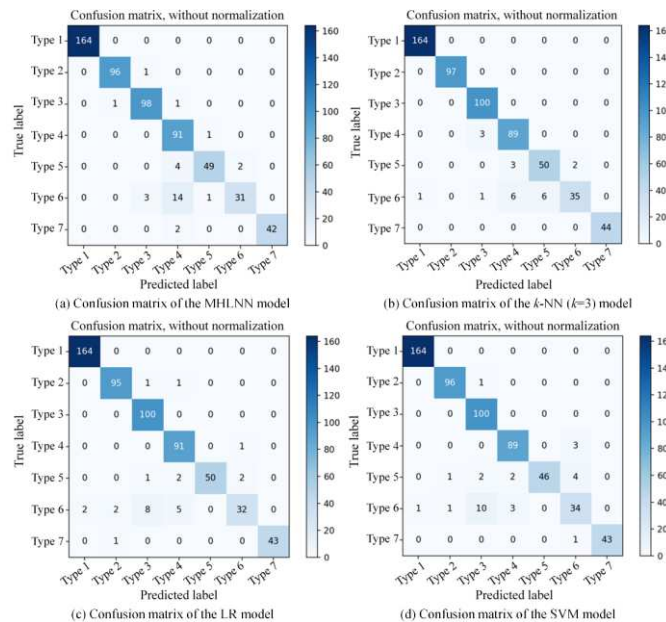 Confusion matrix, without normalization
Type 1 164 0 0 0 0 0 0
Type 2 0 96 1 0 0 0 0
Type 3 0 1 98 1 0 0 0
Type 4 0 0 0 91 1 0 0
Type 5 0 0 0 4 49 2 0
Type 6 0 0 3 14 1 31 0
Type 7 0 0 0 2 0 0 42
True label
Type 1 Type 2 Type 3 Type 4 Type 5 Type 6 Type 7
Predicted label
160
140
120
100
80
60
40
20
0
(a) Confusion matrix of the MHLNN model
Confusion matrix, without normalization
Type 1 164 0 0 0 0 0 0
Type 2 0 97 0 0 0 0 0
Type 3 0 0 100 0 0 0 0
Type 4 0 0 3 89 0 0 0
Type 5 0 0 0 3 50 2 0
Type 6 1 0 1 6 6 35 0
Type 7 0 0 0 0 0 0 44
True label
Type 1 Type 2 Type 3 Type 4 Type 5 Type 6 Type 7
Predicted label
160
140
120
100
80
60
40
20
0
(b) Confusion matrix of the k-NN (k=3) model
Confusion matrix, without normalization
Type 1 164 0 0 0 0 0 0
Type 2 0 95 1 1 0 0 0
Type 3 0 0 100 0 0 0 0
Type 4 0 0 0 91 0 1 0
Type 5 0 0 1 2 50 2 0
Type 6 2 2 8 5 0 32 0
Type 7 0 1 0 0 0 0 43
True label
Type 1 Type 2 Type 3 Type 4 Type 5 Type 6 Type 7
Predicted label
160
140
120
100
80
60
40
20
0
(c) Confusion matrix of the LR model
Confusion matrix, without normalization
Type 1 164 0 0 0 0 0 0
Type 2 0 96 1 0 0 0 0
Type 3 0 0 100 0 0 0 0
Type 4 0 0 0 89 0 3 0
Type 5 0 1 2 2 46 4 0
Type 6 1 1 10 3 0 34 0
Type 7 0 0 0 0 0 1 43
True label
Type 1 Type 2 Type 3 Type 4 Type 5 Type 6 Type 7
Predicted label
160
140
120
100
80
60
40
20
0
(d) Confusion matrix of the SVM model